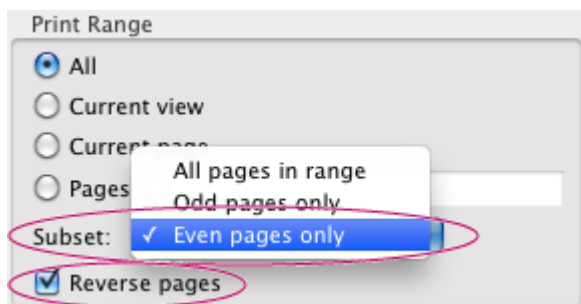 Print Range
All
Current view
Current page
All pages in range
Pages
Odd pages only
Subset: ✓ Even pages only
Reverse pages